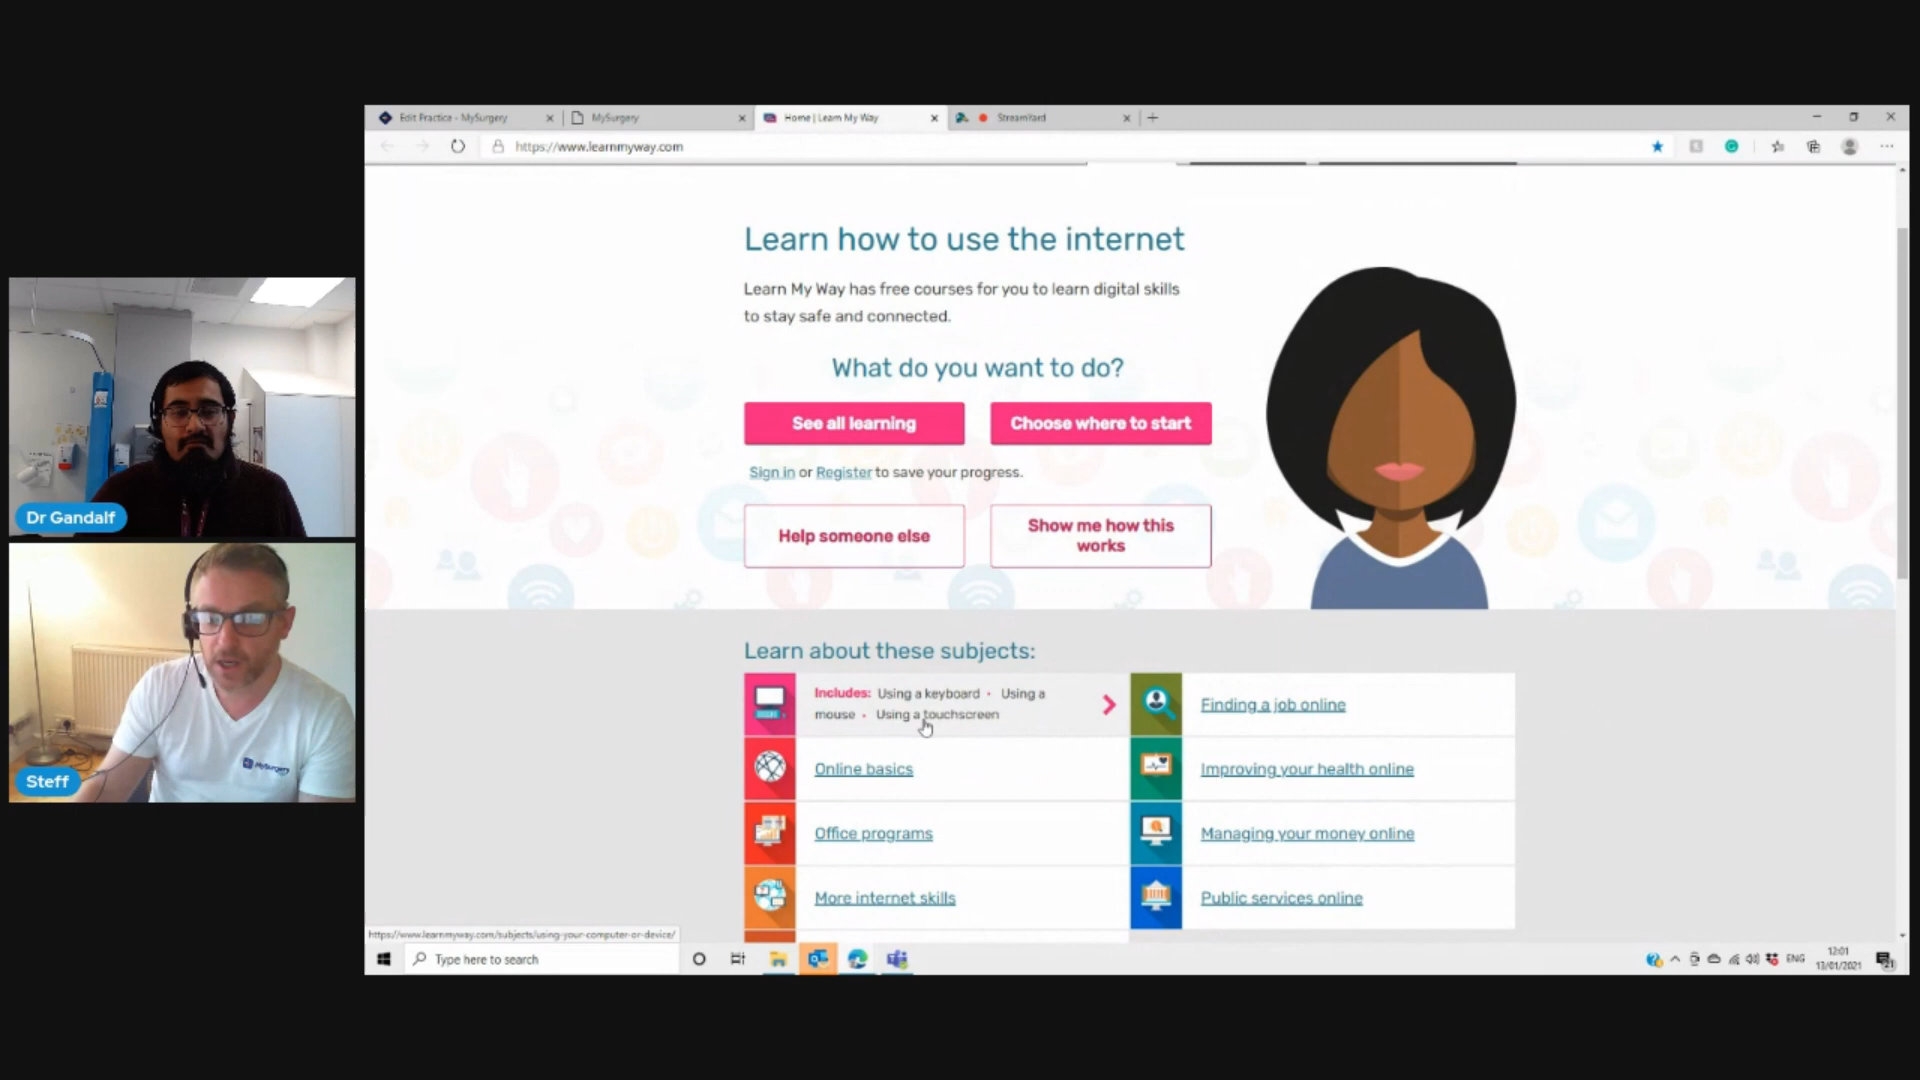 Edit Practice - MySurgery
MySurgery
Home | Learn My Way
StreamYard
https://www.learnmyway.com
Learn how to use the internet
Learn My Way has free courses for you to learn digital skills
to stay safe and connected.
What do you want to do?
See all learning
Choose where to start
Sign in or Register to save your progress.
Help someone else
Show me how this
works
Dr Gandalf
MySurgery
Steff
Learn about these subjects:
Includes: Using a keyboard • Using a
mouse • Using a touchscreen
Finding a job online
Online basics
Improving your health online
Office programs
Managing your money online
More internet skills
Public services online
https://www.learnmyway.com/subjects/using-your-computer-or-device/
Type here to search
ENG
12:01
13/01/2021
21